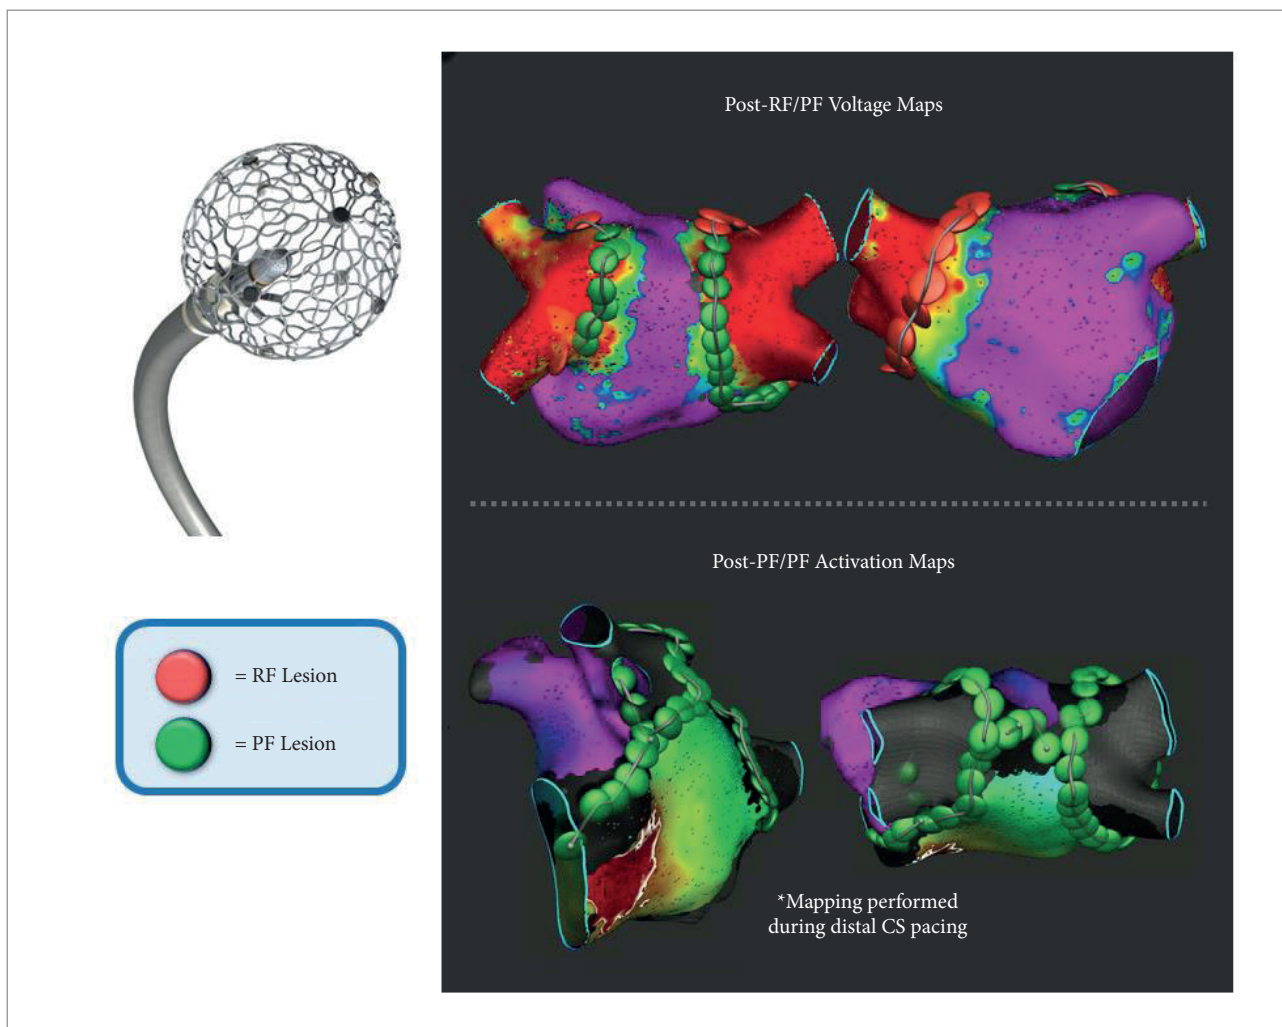 Post-RF/PF Voltage Maps
Post-PF/PF Activation Maps
= RF Lesion
= PF Lesion
*Mapping performed
during distal CS pacing